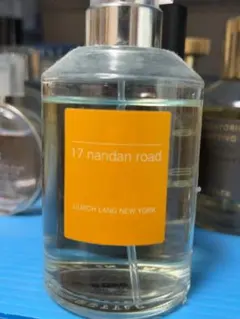 17 nandan road
ULRICH LANG NEW YORK